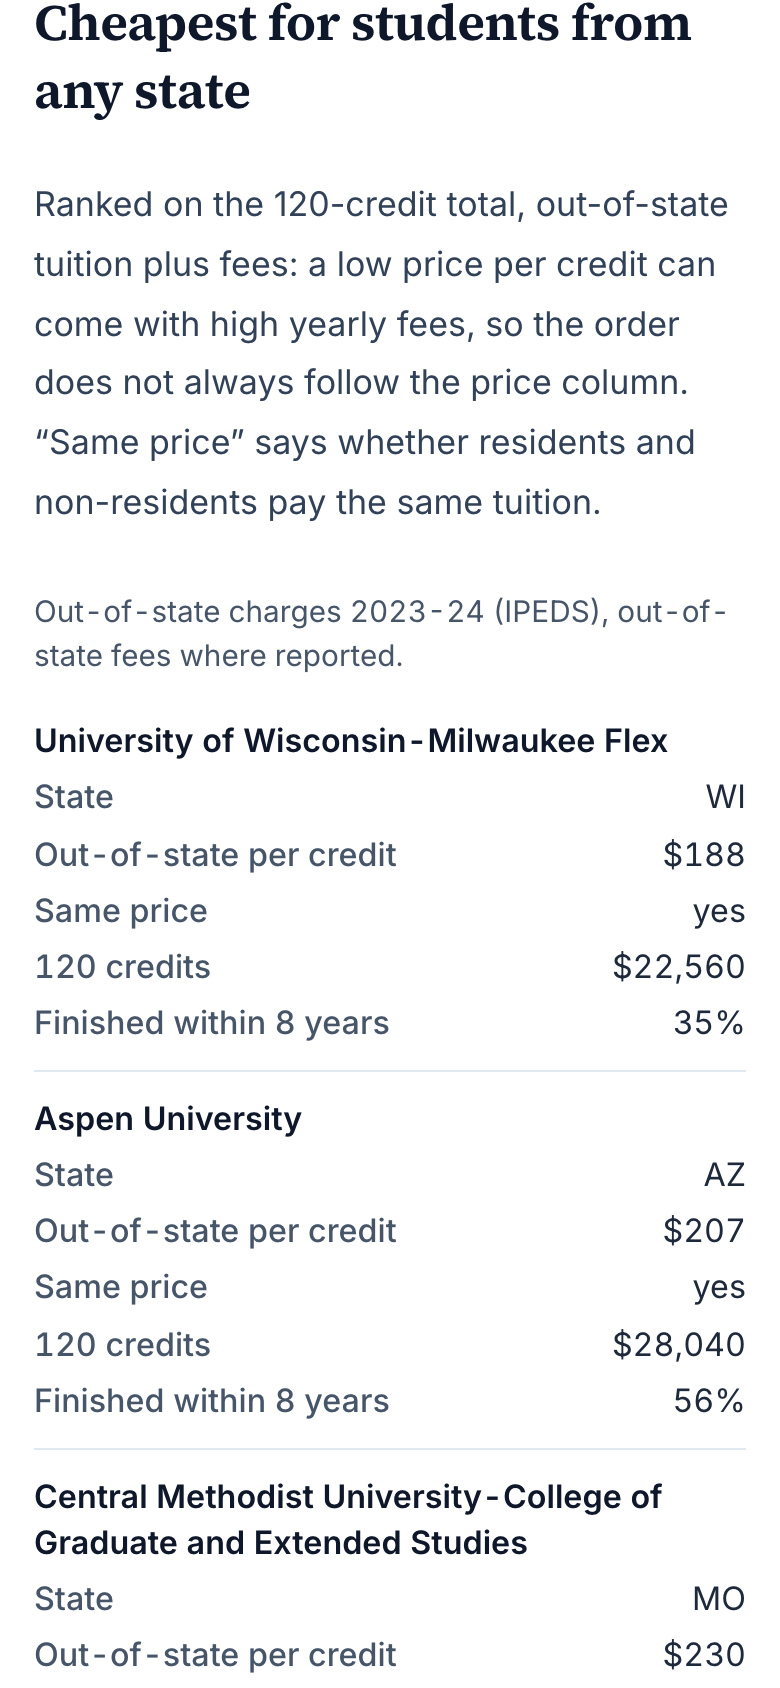 Cheapest for students from
any state
Ranked on the 120-credit total, out-of-state
tuition plus fees: a low price per credit can
come with high yearly fees, so the order
does not always follow the price column.
“Same price” says whether residents and
non-residents pay the same tuition.
Out-of-state charges 2023-24 (IPEDS), out-of-
state fees where reported.
University of Wisconsin-Milwaukee Flex
State WI
Out-of-state per credit $188
Same price yes
120 credits $22,560
Finished within 8 years 35%
Aspen University
State AZ
Out-of-state per credit $207
Same price yes
120 credits $28,040
Finished within 8 years 56%
Central Methodist University-College of
Graduate and Extended Studies
State MO
Out-of-state per credit $230